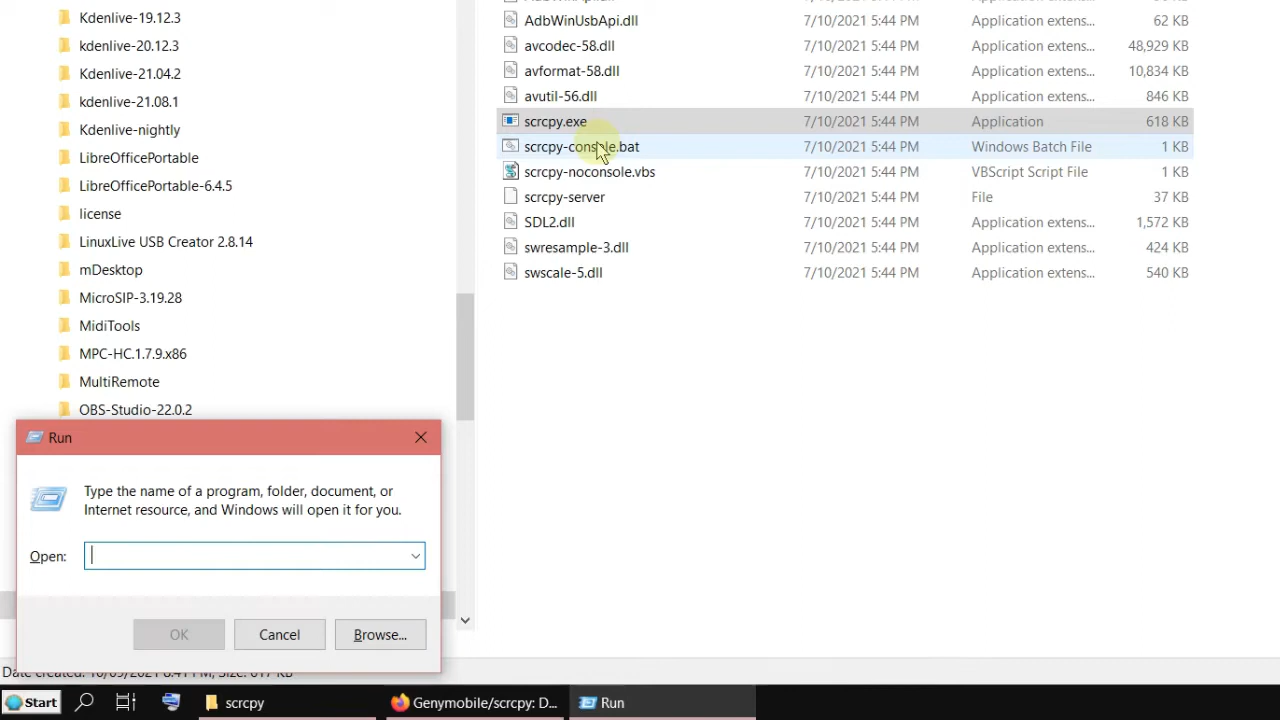 Kdenlive-19.12.3
kdenlive-20.12.3
Kdenlive-21.04.2
kdenlive-21.08.1
Kdenlive-nightly
LibreOfficePortable
LibreOfficePortable-6.4.5
license
LinuxLive USB Creator 2.8.14
mDesktop
MicroSIP-3.19.28
MidiTools
MPC-HC.1.7.9.x86
MultiRemote
OBS-Studio-22.0.2
AdbWinUsbApi.dll 7/10/2021 5:44 PM Application extens... 62 KB
avcodec-58.dll 7/10/2021 5:44 PM Application extens... 48,929 KB
avformat-58.dll 7/10/2021 5:44 PM Application extens... 10,834 KB
avutil-56.dll 7/10/2021 5:44 PM Application extens... 846 KB
scrcpy.exe 7/10/2021 5:44 PM Application 618 KB
scrcpy-console.bat 7/10/2021 5:44 PM Windows Batch File 1 KB
scrcpy-noconsole.vbs 7/10/2021 5:44 PM VBScript Script File 1 KB
scrcpy-server 7/10/2021 5:44 PM File 37 KB
SDL2.dll 7/10/2021 5:44 PM Application extens... 1,572 KB
swresample-3.dll 7/10/2021 5:44 PM Application extens... 424 KB
swscale-5.dll 7/10/2021 5:44 PM Application extens... 540 KB
Run
Type the name of a program, folder, document, or
Internet resource, and Windows will open it for you.
Open:
OK Cancel Browse...
Start scrcpy Genymobile/scrcpy: D... Run